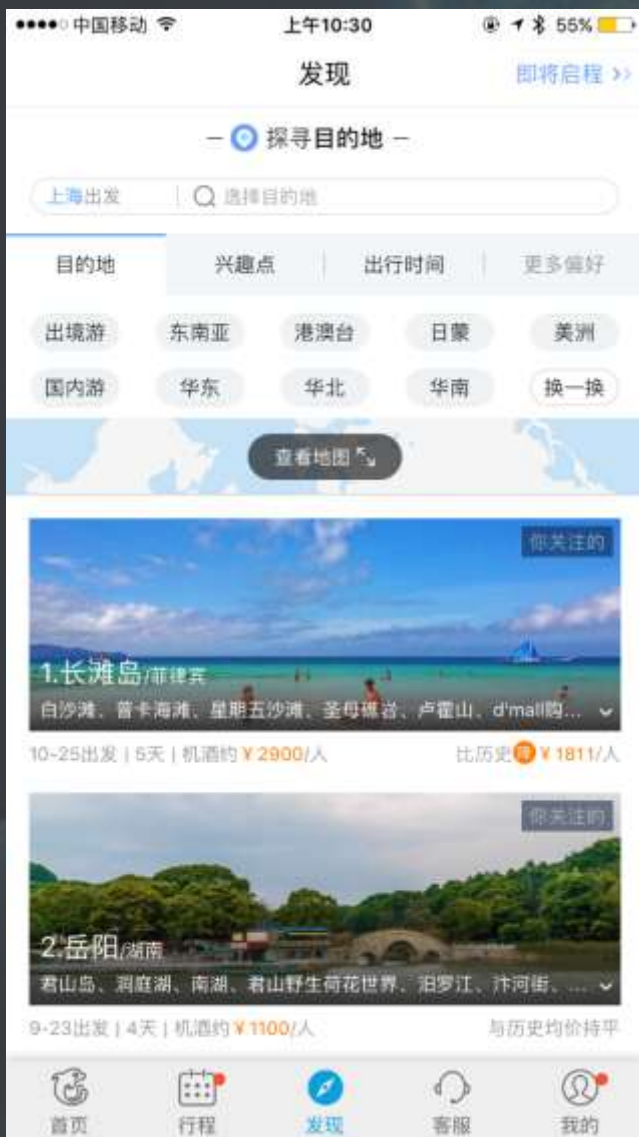 中国移动 上午10:30 55%
发现 即将启程 >>
探寻目的地
上海出发 选择目的地
目的地 兴趣点 出行时间 更多偏好
出境游 东南亚 港澳台 日蒙 美洲
国内游 华东 华北 华南 换一换
查看地图
你关注的
1.长滩岛/菲律宾
白沙滩、普卡海滩、星期五沙滩、圣母礁岩、卢霍山、d'mall购...
10-25出发 | 5天 | 机酒约 ¥2900/人 比历史降 ¥1811/人
你关注的
2.岳阳/湖南
君山岛、洞庭湖、南湖、君山野生荷花世界、汨罗江、汴河街、...
9-23出发 | 4天 | 机酒约 ¥1100/人 与历史均价持平
首页 行程 发现 客服 我的